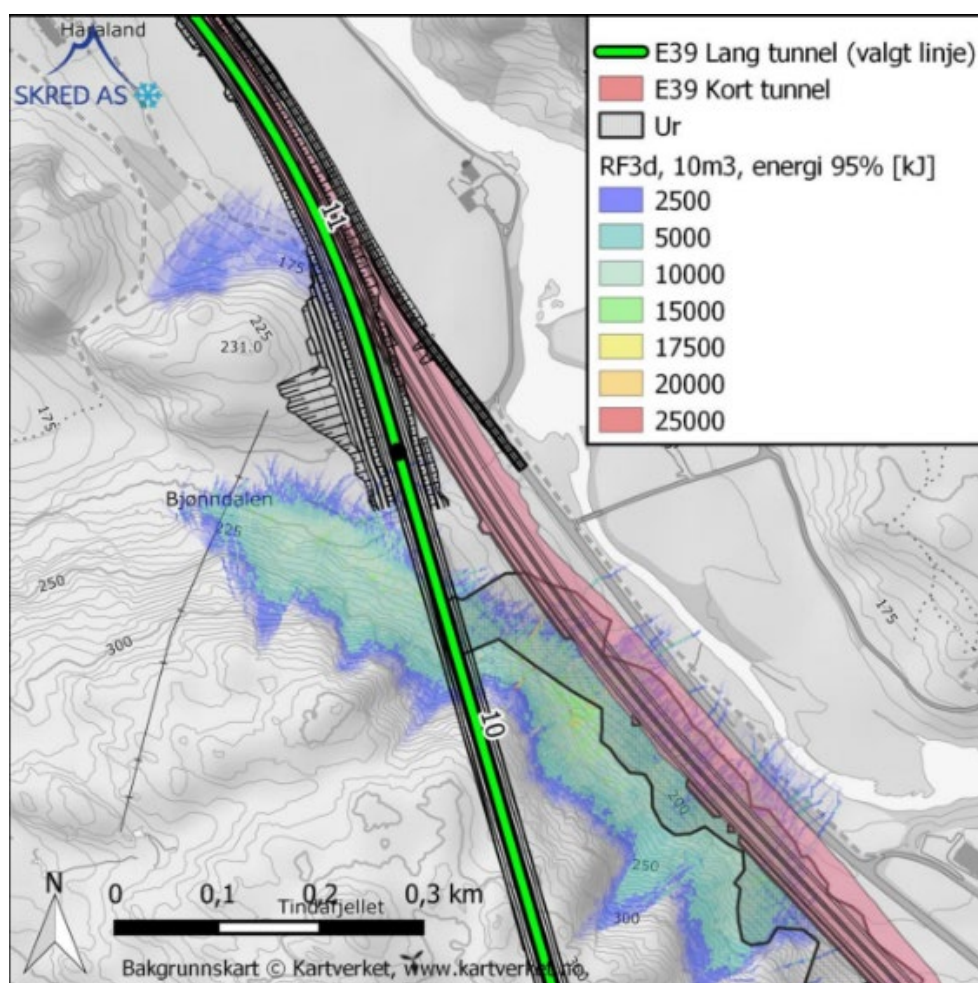 Håraland
SKRED AS
E39 Lang tunnel (valgt linje)
E39 Kort tunnel
Ur
RF3d, 10m3, energi 95% [kJ]
2500
5000
10000
15000
17500
20000
25000
11
175
225
231.0
175
Bjønndalen
225
250
300
175
10
200
250
300
N
0 0,1 0,2 0,3 km
Tindafjellet
300
Bakgrunnskart © Kartverket, www.kartverket.no,